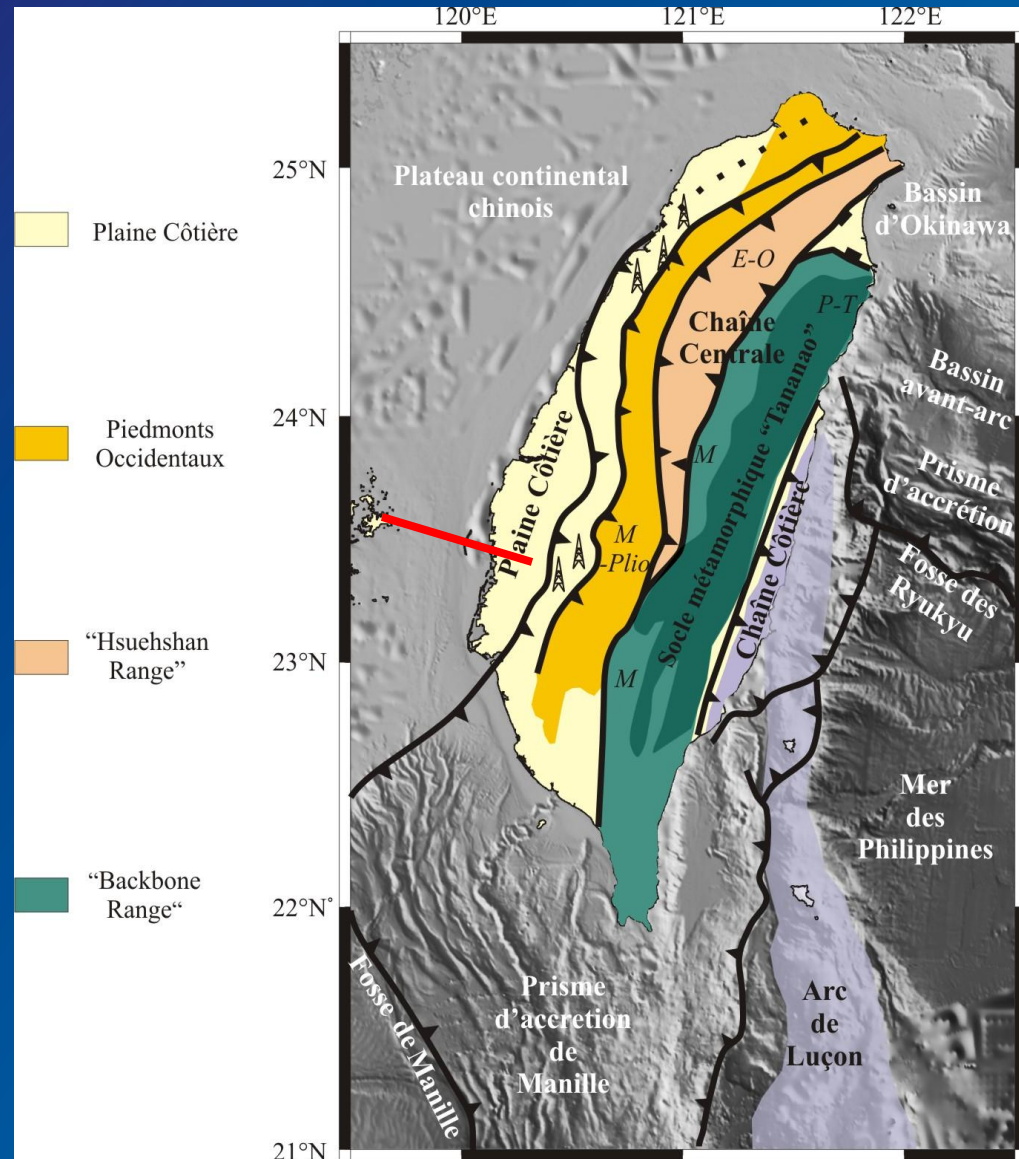 120°E
121°E
122°E
25°N
24°N
23°N
22°N
21°N
Plaine Côtière
Piedmonts
Occidentaux
“Hsuehshan
Range”
“Backbone
Range“
Plateau continental
chinois
Bassin
d’Okinawa
E-O
P-T
Chaîne
Centrale
Bassin
avant-arc
Prisme
d’accrétion
Fosse des
Ryukyu
Plaine Côtière
M
M
-Plio
M
Socle métamorphique “Tananao”
Chaîne Côtière
Mer
des
Philippines
Fosse de Manille
Prisme
d’accretion
de
Manille
Arc
de
Luçon